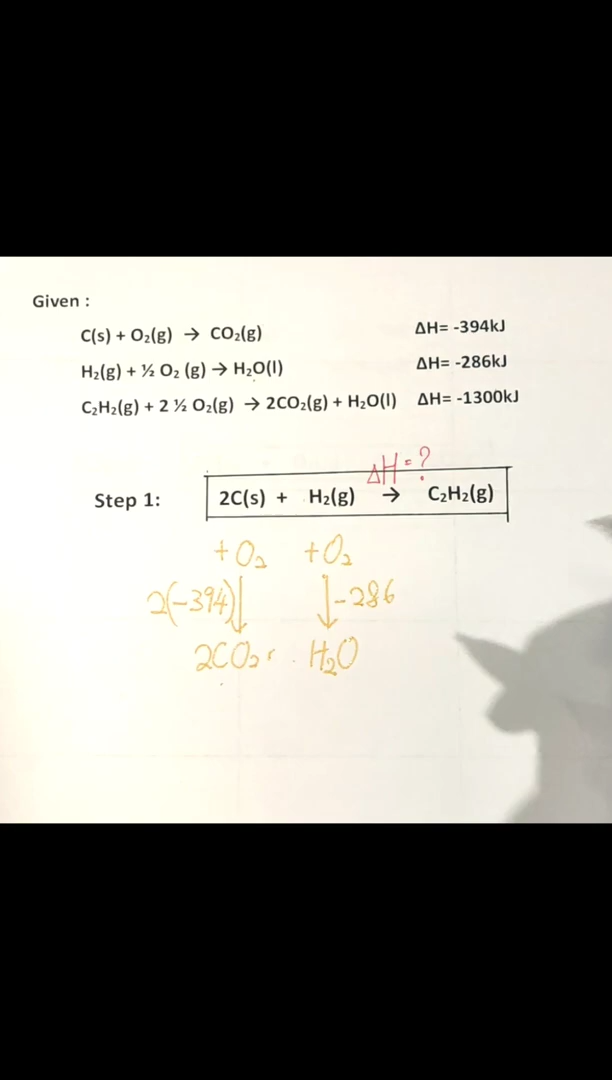 Given :
C(s) + O₂(g) → CO₂(g) ΔH= -394kJ
H₂(g) + ½ O₂ (g) → H₂O(l) ΔH= -286kJ
C₂H₂(g) + 2 ½ O₂(g) → 2CO₂(g) + H₂O(l) ΔH= -1300kJ
ΔH = ?
Step 1: 2C(s) + H₂(g) → C₂H₂(g)
+ O₂ + O₂
2(-394)↓ ↓-286
2CO₂ H₂O